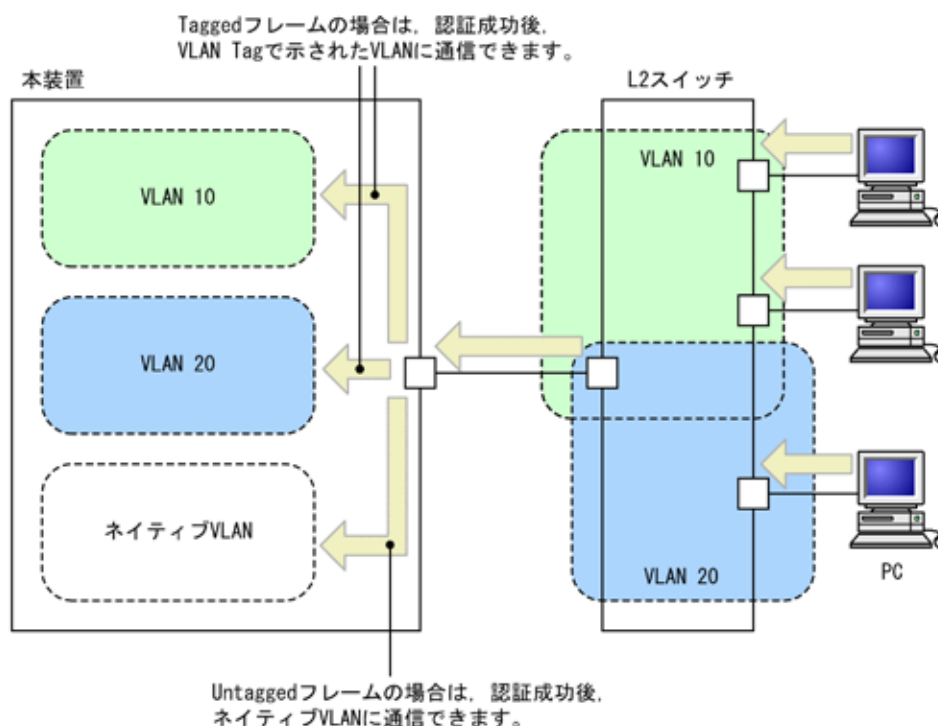 Taggedフレームの場合は，認証成功後，
VLAN Tagで示されたVLANに通信できます。
本装置
L2スイッチ
VLAN 10
VLAN 10
VLAN 20
ネイティブVLAN
VLAN 20
PC
Untaggedフレームの場合は，認証成功後，
ネイティブVLANに通信できます。